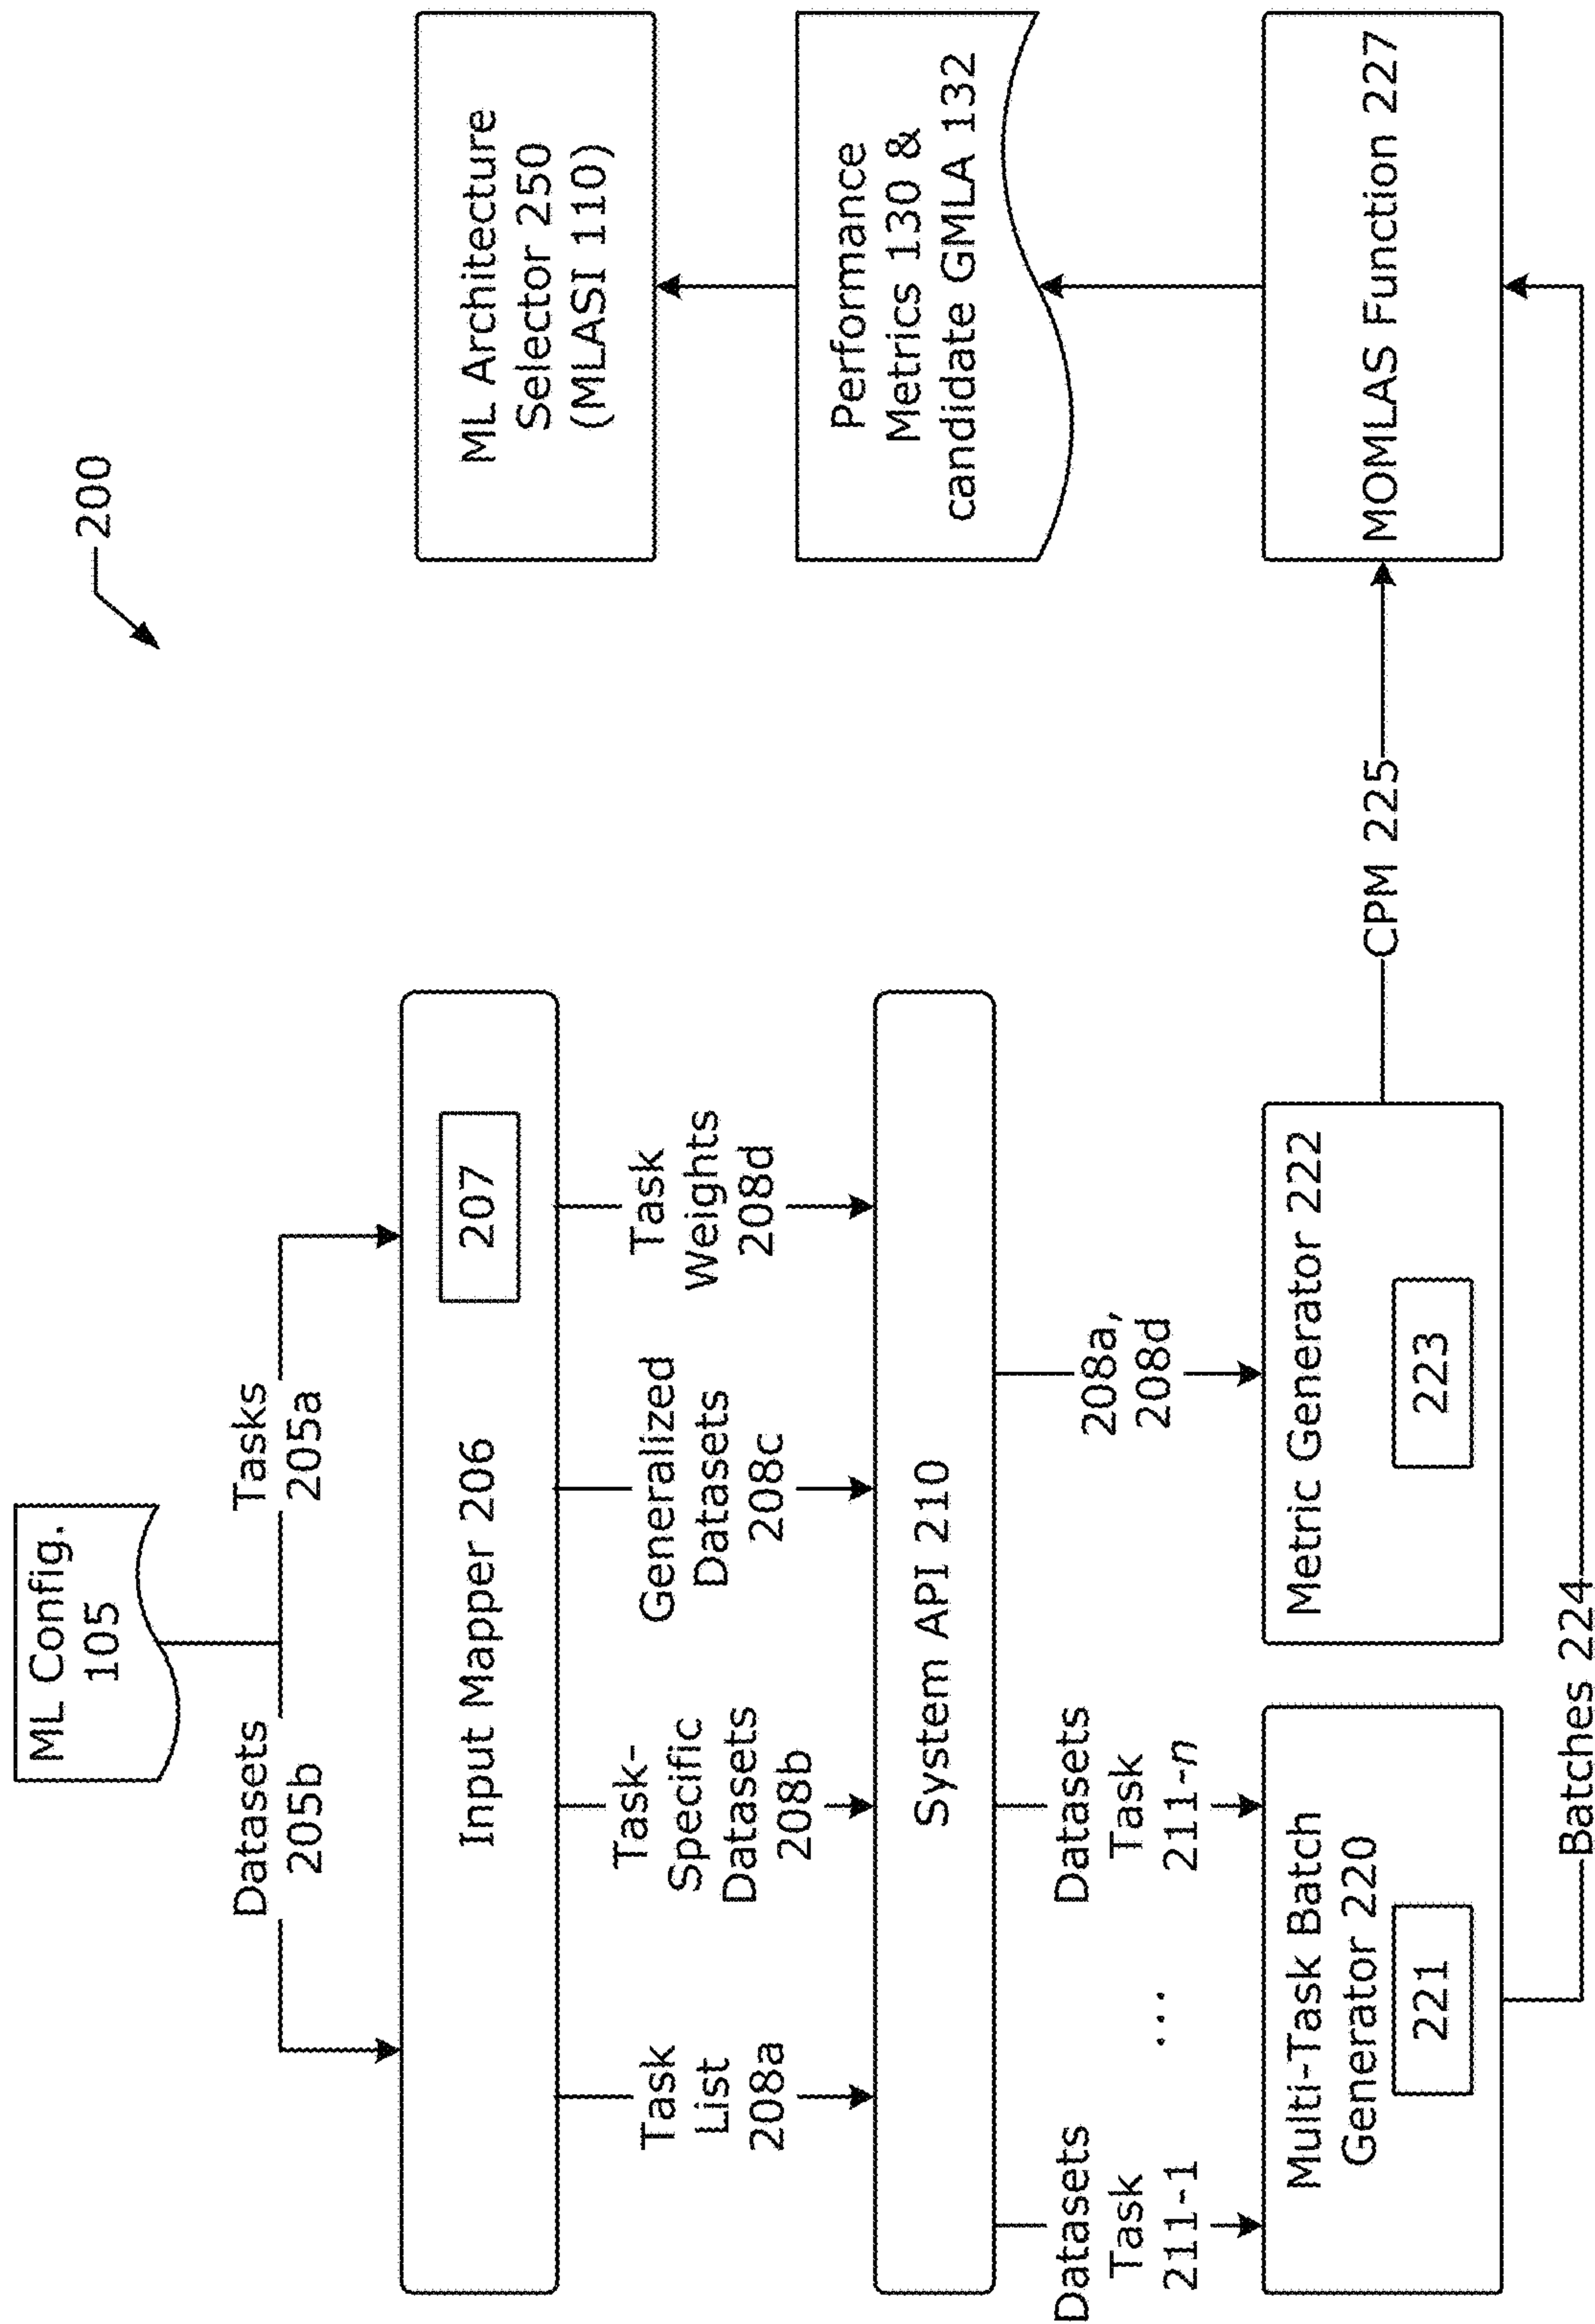 200
ML Config.
105
Datasets
205b
Tasks
205a
Input Mapper 206
207
Task
List
208a
Task-
Specific
Datasets
208b
Generalized
Datasets
208c
Task
Weights
208d
System API 210
Datasets
Task
211-1
...
Datasets
Task
211-n
208a,
208d
Multi-Task Batch
Generator 220
221
Metric Generator 222
223
Batches 224
CPM 225
ML Architecture
Selector 250
(MLASI 110)
Performance
Metrics 130 &
candidate GMLA 132
MOMLAS Function 227